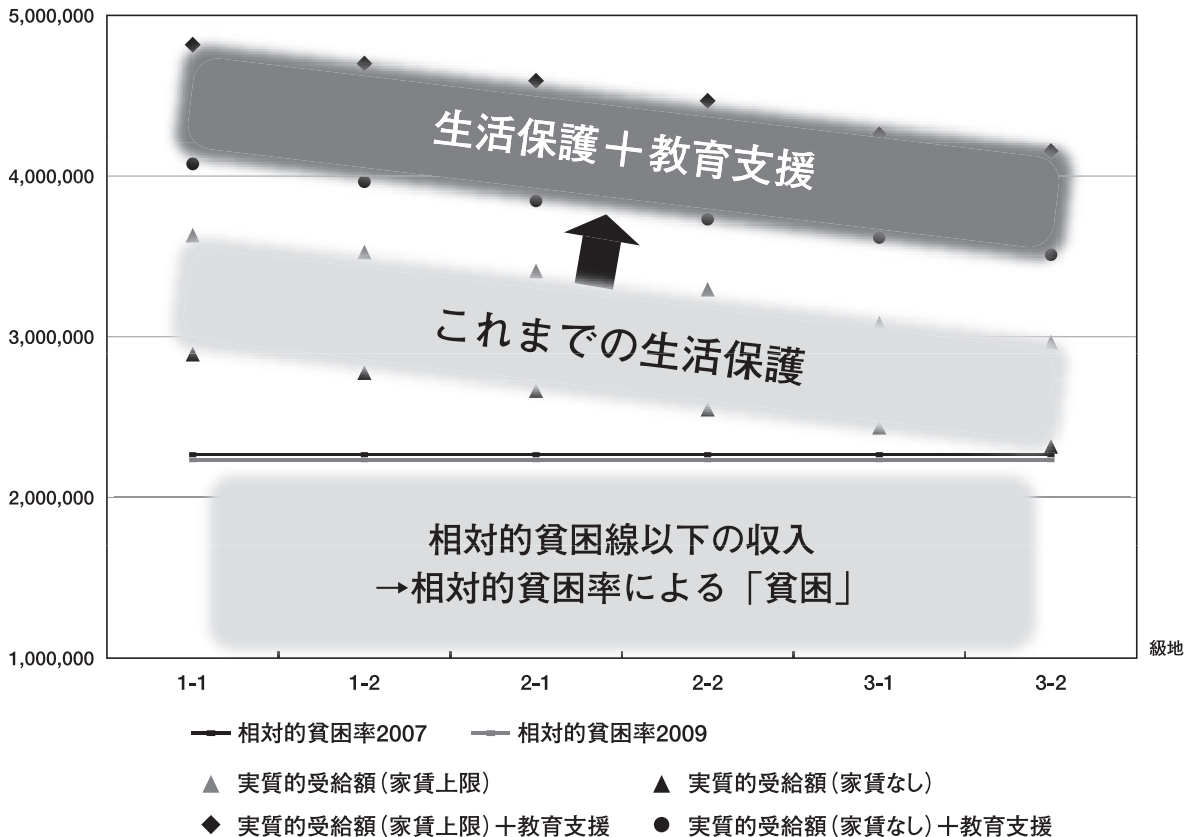 5,000,000
4,000,000
3,000,000
2,000,000
1,000,000
生活保護＋教育支援
これまでの生活保護
相対的貧困線以下の収入
→相対的貧困率による「貧困」
級地
1-1 1-2 2-1 2-2 3-1 3-2
相対的貧困率2007 相対的貧困率2009
実質的受給額（家賃上限） 実質的受給額（家賃なし）
実質的受給額（家賃上限）＋教育支援 実質的受給額（家賃なし）＋教育支援